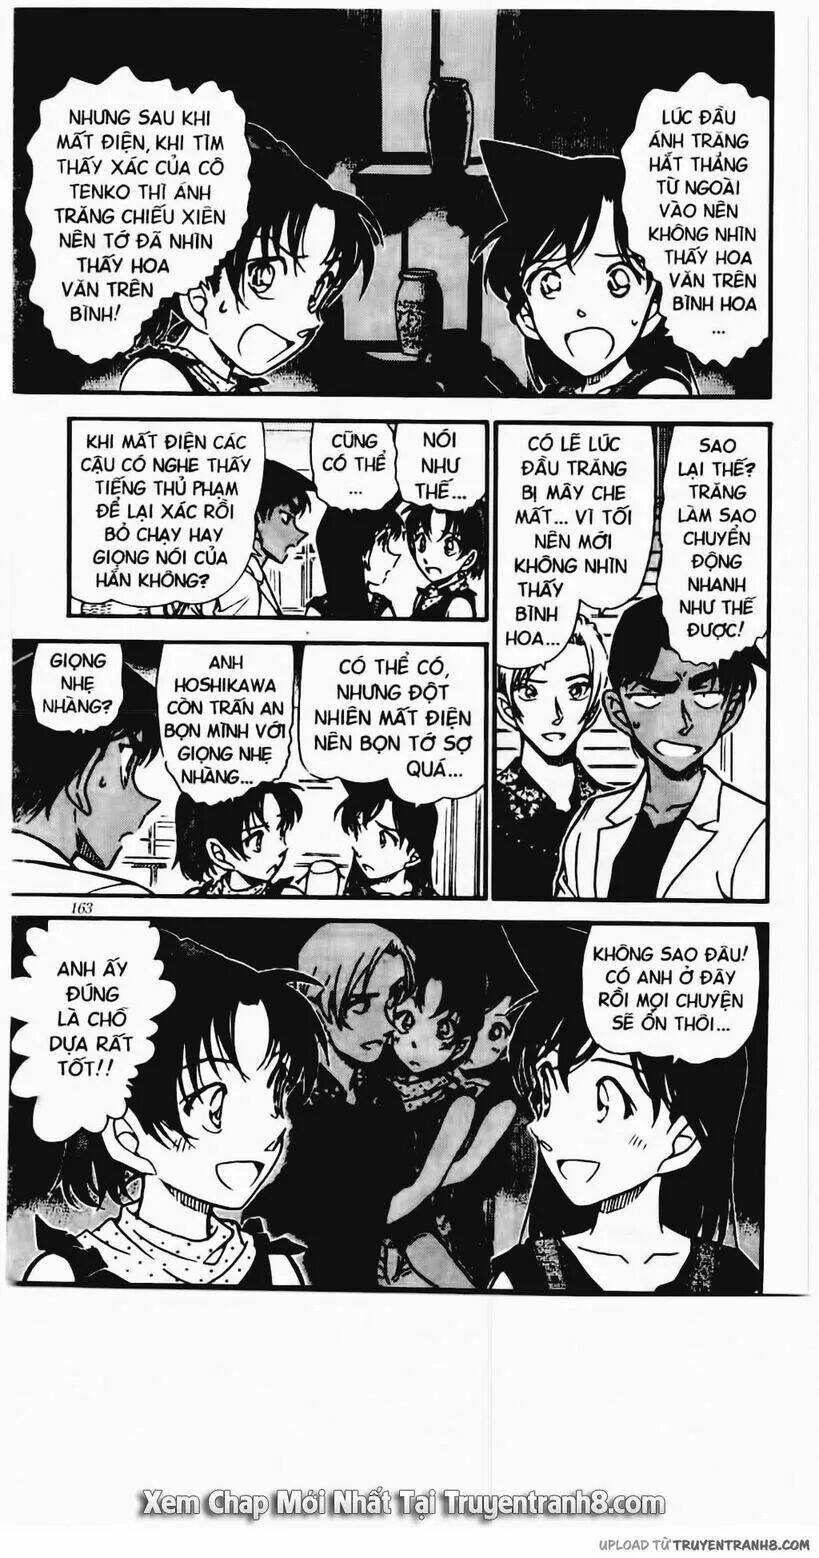 LÚC ĐẦU
ÁNH TRĂNG
HẮT THẲNG
TỪ NGOÀI
VÀO NÊN
KHÔNG NHÌN
THẤY HOA
VĂN TRÊN
BÌNH HOA
...
NHƯNG SAU KHI
MẤT ĐIỆN, KHI TÌM
THẤY XÁC CỦA CÔ
TENKO THÌ ÁNH
TRĂNG CHIẾU XIÊN
NÊN TỚ ĐÃ NHÌN
THẤY HOA
VĂN TRÊN
BÌNH!
SAO
LẠI THẾ?
TRĂNG
LÀM SAO
CHUYỂN
ĐỘNG
NHANH
NHƯ THẾ
ĐƯỢC!
CÓ LẼ LÚC
ĐẦU TRĂNG
BỊ MÂY CHE
MẤT... VÌ TỐI
NÊN MỚI
KHÔNG NHÌN
THẤY
BÌNH
HOA...
NÓI
NHƯ
THẾ...
CŨNG
CÓ THỂ
...
KHI MẤT ĐIỆN CÁC
CẬU CÓ NGHE THẤY
TIẾNG THỦ PHẠM
ĐỂ LẠI XÁC RỒI
BỎ CHẠY HAY
GIỌNG NÓI CỦA
HẮN KHÔNG?
CÓ THỂ CÓ,
NHƯNG ĐỘT
NHIÊN MẤT ĐIỆN
NÊN BỌN TỚ SỢ
QUÁ...
ANH
HOSHIKAWA
CÒN TRẤN AN
BỌN MÌNH VỚI
GIỌNG NHẸ
NHÀNG...
GIỌNG
NHẸ
NHÀNG?
163
KHÔNG SAO ĐÂU!
CÓ ANH Ở ĐÂY
RỒI MỌI CHUYỆN
SẼ ỔN THÔI...
ANH ẤY
ĐÚNG
LÀ CHỖ
DỰA RẤT
TỐT!!
Xem Chap Mới Nhất Tại Truyentranh8.com
UPLOAD TỪ TRUYENTRANH8.COM